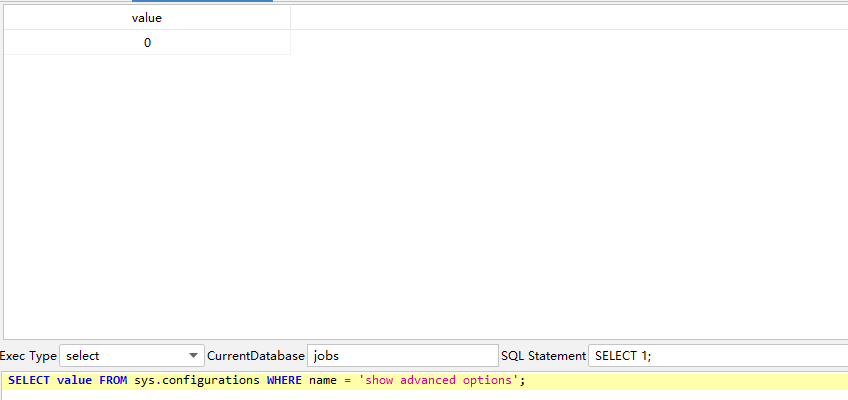 value
0
Exec Type select CurrentDatabase jobs SQL Statement SELECT 1;
SELECT value FROM sys.configurations WHERE name = 'show advanced options';